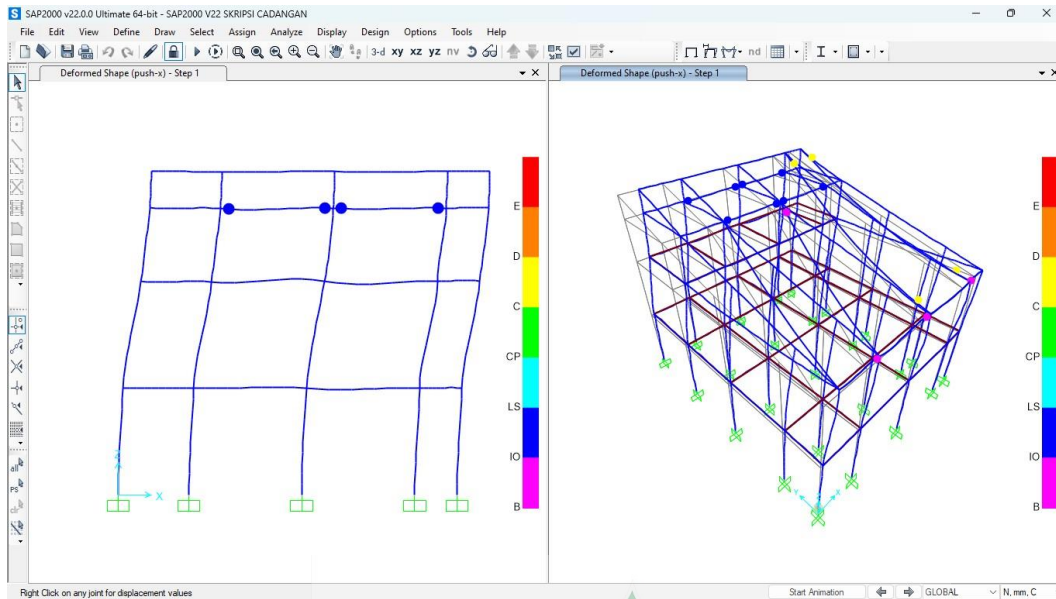 SAP2000 v22.0.0 Ultimate 64-bit - SAP2000 V22 SKRIPSI CADANGAN
File Edit View Define Draw Select Assign Analyze Display Design Options Tools Help
3-d xy xz yz nv nd
Deformed Shape (push-x) - Step 1
Deformed Shape (push-x) - Step 1
E
D
C
CP
LS
IO
B
Z
X
all
PS
clr
E
D
C
CP
LS
IO
B
Y
X
Right Click on any joint for displacement values
Start Animation
GLOBAL
N, mm, C